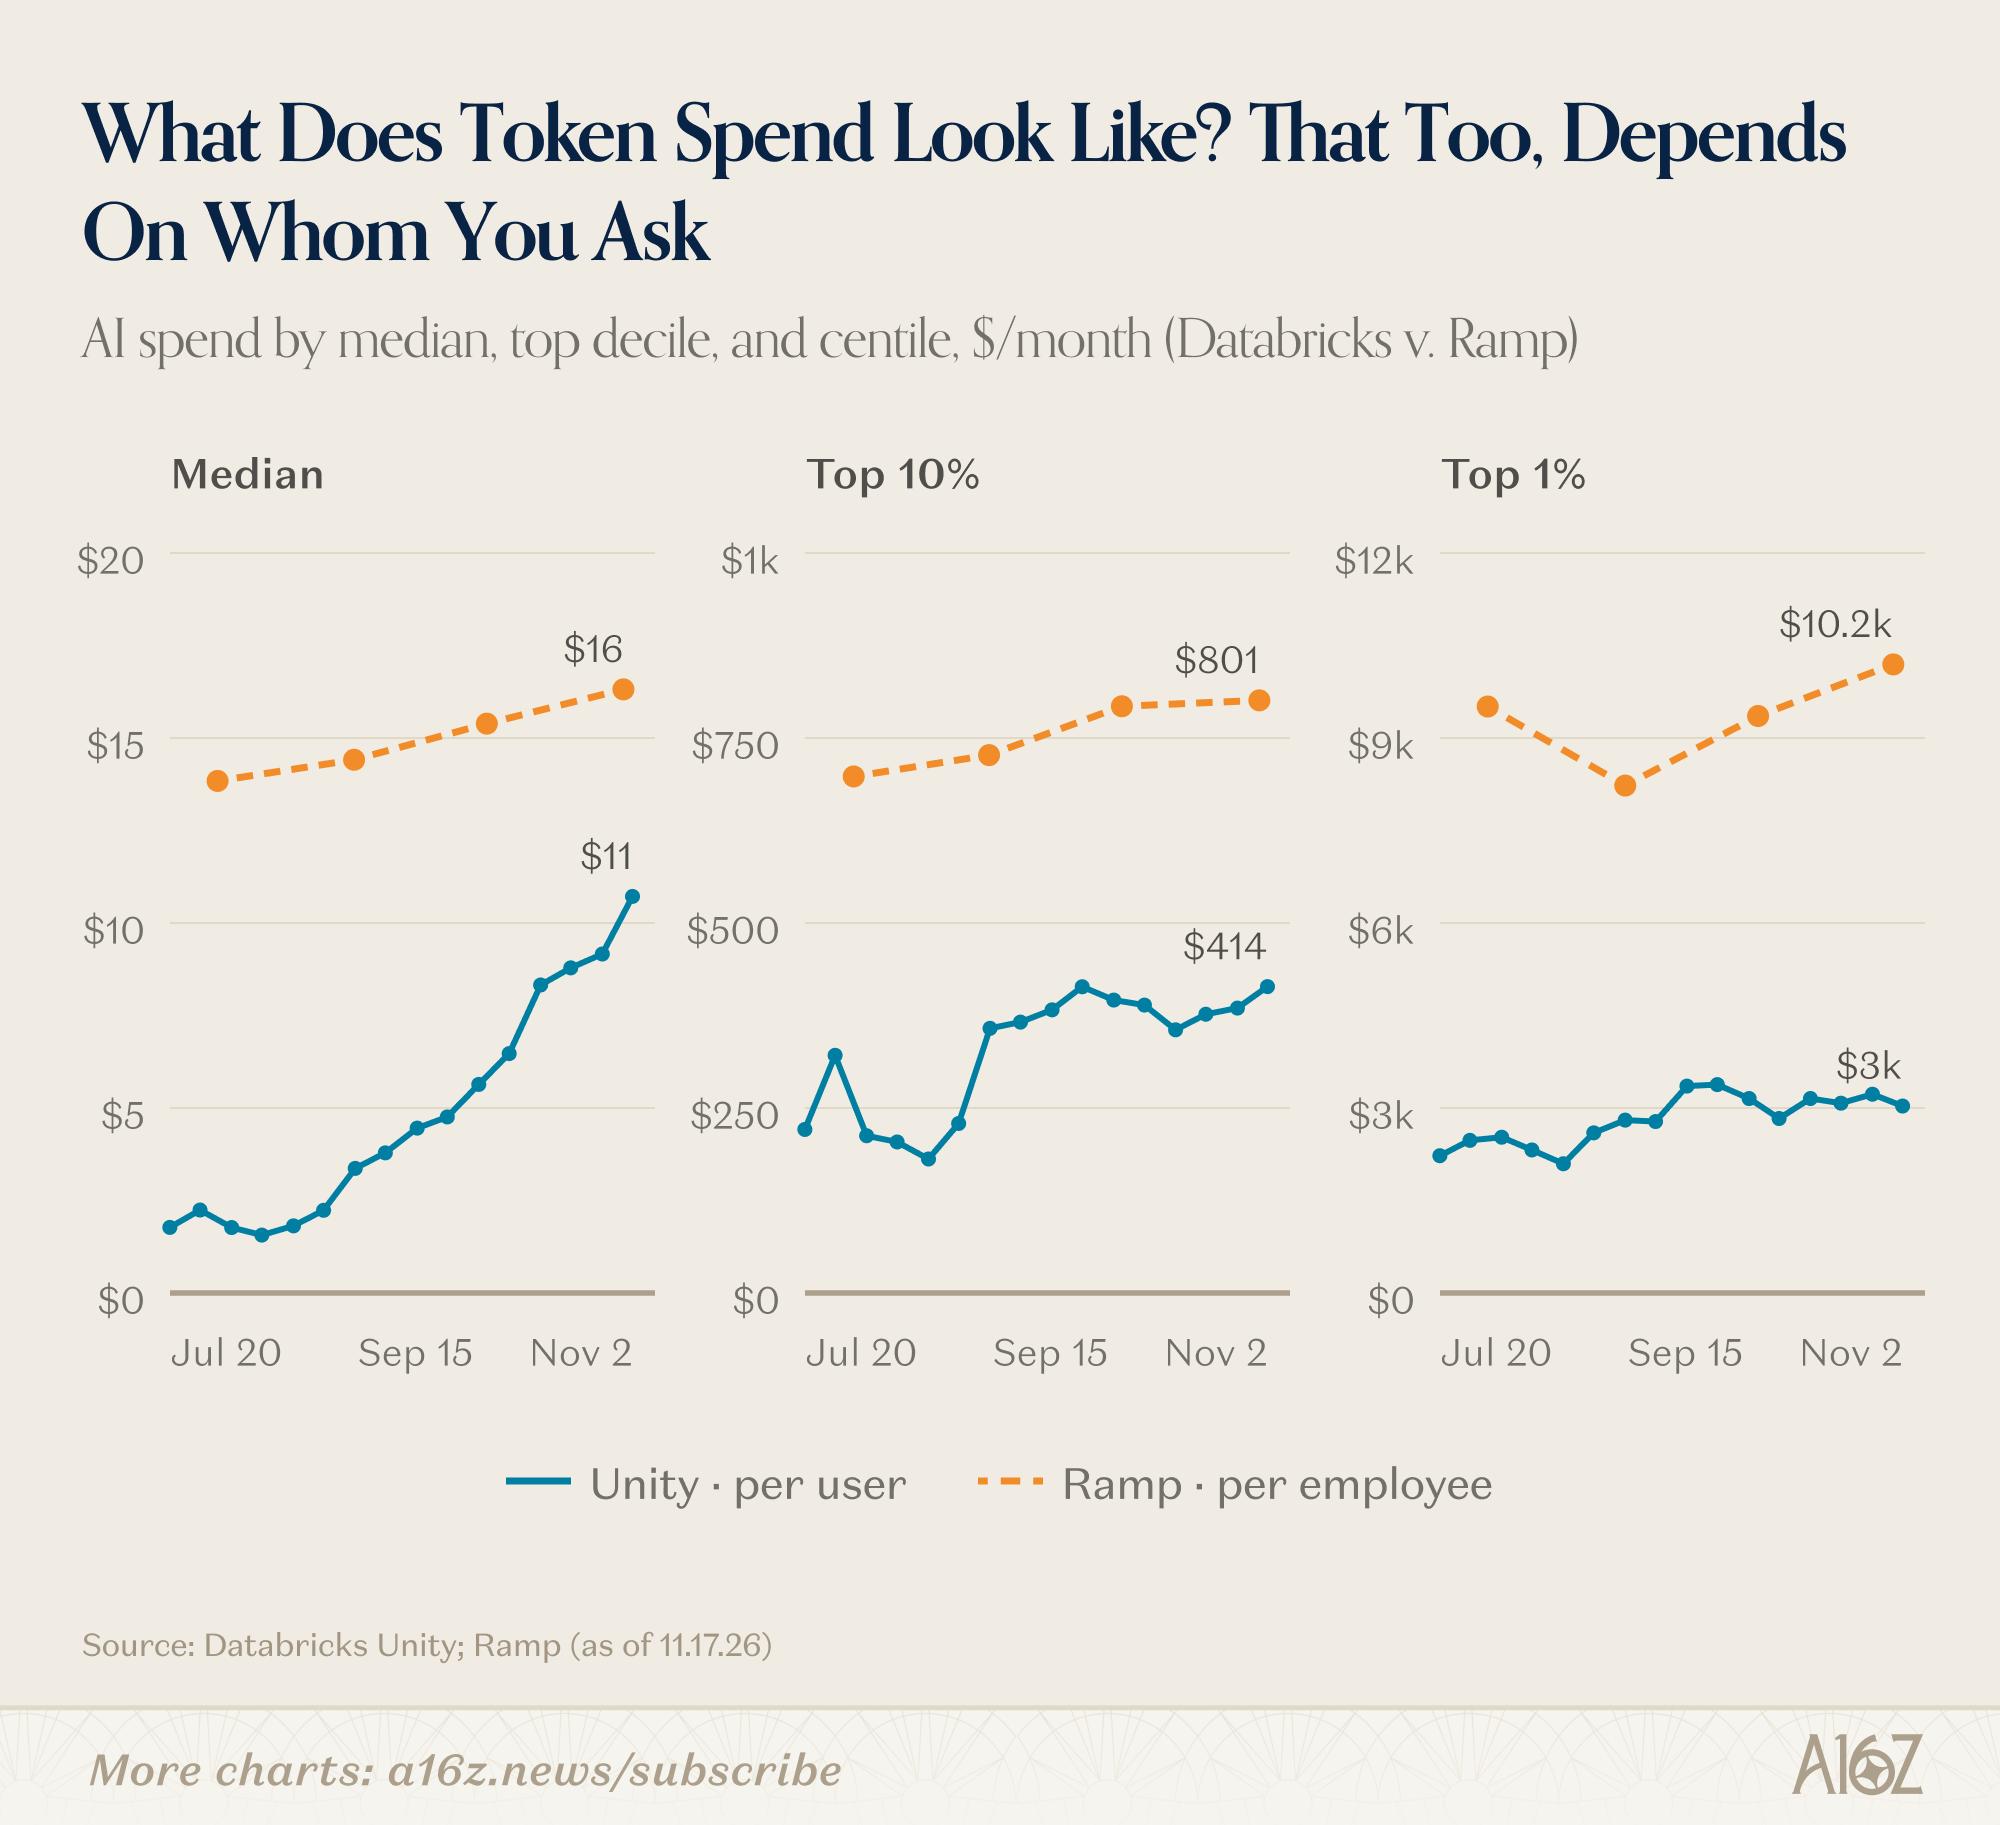 What Does Token Spend Look Like? That Too, Depends
On Whom You Ask
AI spend by median, top decile, and centile, $/month (Databricks v. Ramp)
Median
$20
$15
$10
$5
$0
$16
$11
Jul 20 Sep 15 Nov 2
Top 10%
$1k
$750
$500
$250
$0
$801
$414
Jul 20 Sep 15 Nov 2
Top 1%
$12k
$9k
$6k
$3k
$0
$10.2k
$3k
Jul 20 Sep 15 Nov 2
Unity · per user
Ramp · per employee
Source: Databricks Unity; Ramp (as of 11.17.26)
More charts: a16z.news/subscribe
A16Z